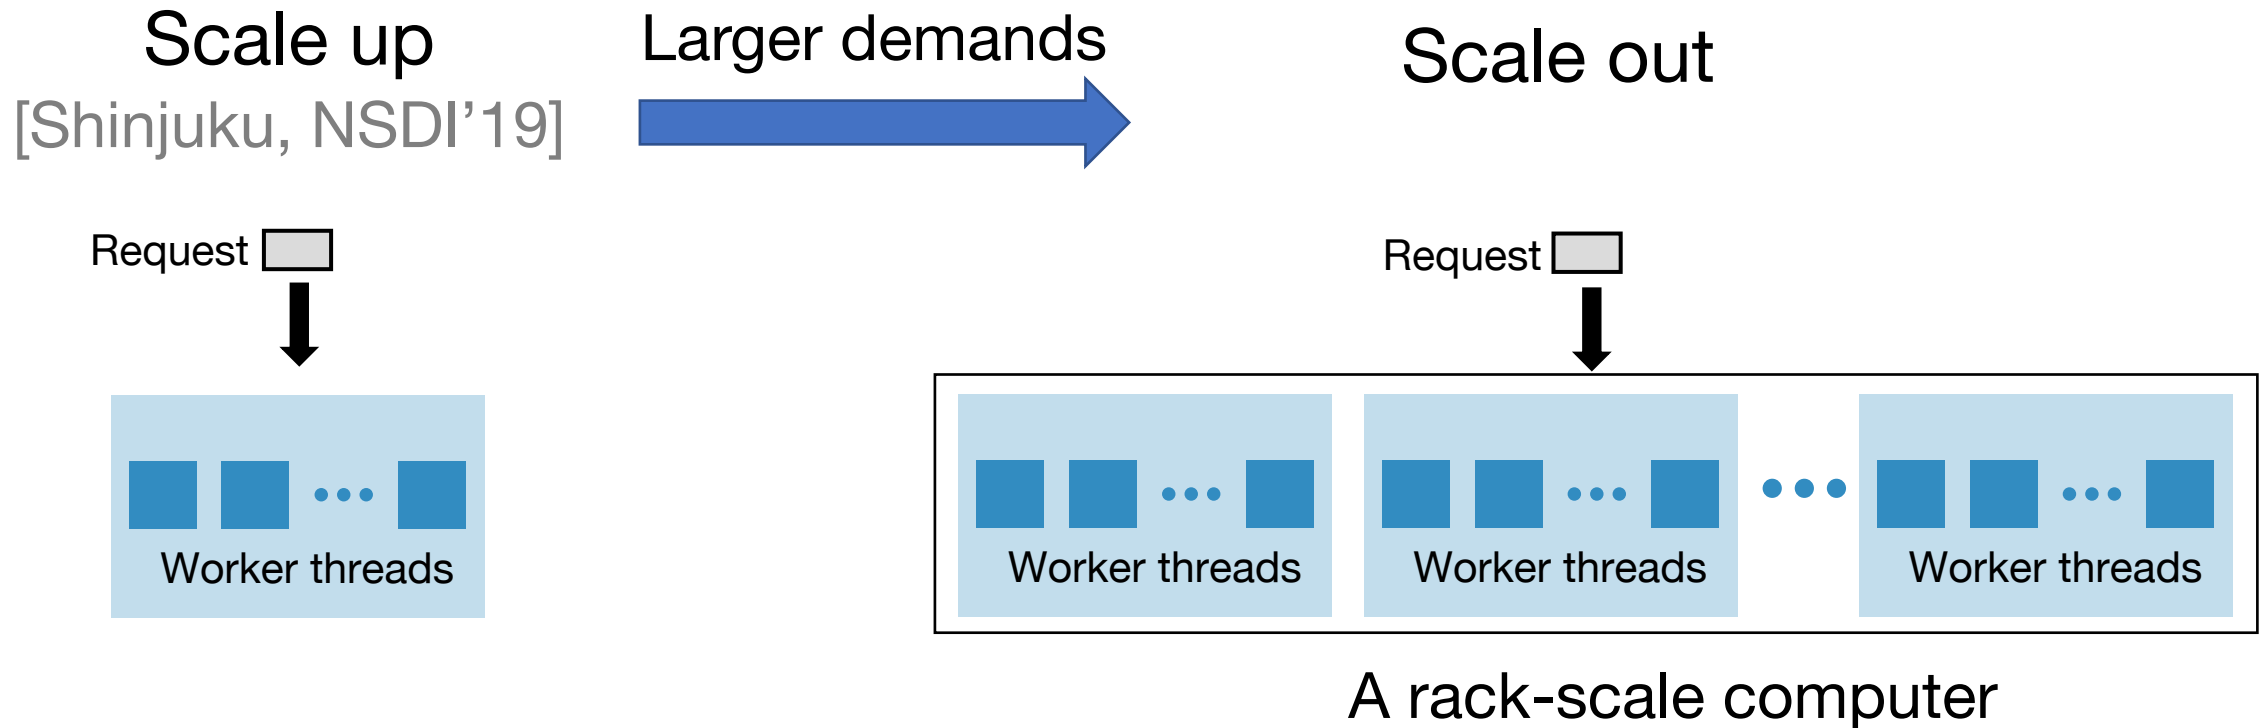 Scale up
[Shinjuku, NSDI’19]
Larger demands
Scale out
Request
Request
Worker threads
Worker threads
Worker threads
Worker threads
A rack-scale computer